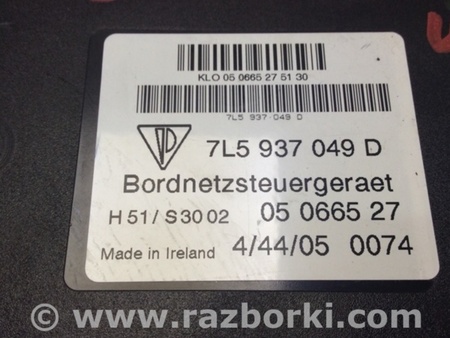 KLO 05 0665 27 51 30
7L5 937 049 D
7L5 937 049 D
Bordnetzsteuergeraet
H 51 / S 30 02 05 0665 27
Made in Ireland 4/44/05 0074
© www.razborki.com